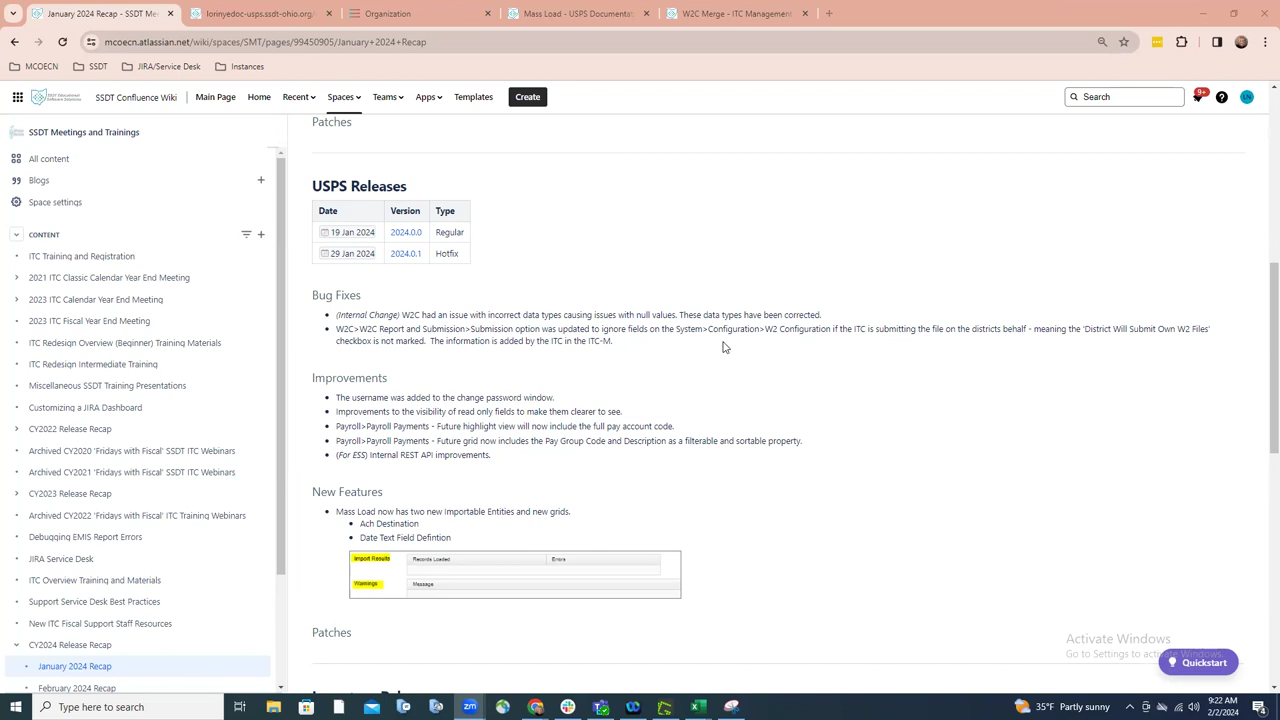 January 2024 Recap - SSDT Mee
lorinyedoc-usps.ssdt-ohio.org/
Organization
Mass Load - USPS Documentatio
W2C Merge - ITC Management
mcoecn.atlassian.net/wiki/spaces/SMT/pages/99450905/January+2024+Recap
MCOECN
SSDT
JIRA/Service Desk
Instances
SSDT Confluence Wiki
Main Page
Home
Recent
Spaces
Teams
Apps
Templates
Create
Search
9+
SSDT Meetings and Trainings
All content
Blogs
Space settings
CONTENT
ITC Training and Registration
2021 ITC Classic Calendar Year End Meeting
2023 ITC Calendar Year End Meeting
2023 ITC Fiscal Year End Meeting
ITC Redesign Overview (Beginner) Training Materials
ITC Redesign Intermediate Training
Miscellaneous SSDT Training Presentations
Customizing a JIRA Dashboard
CY2022 Release Recap
Archived CY2020 'Fridays with Fiscal' SSDT ITC Webinars
Archived CY2021 'Fridays with Fiscal' SSDT ITC Webinars
CY2023 Release Recap
Archived CY2022 'Fridays with Fiscal' ITC Training Webinars
Debugging EMIS Report Errors
JIRA Service Desk
ITC Overview Training and Materials
Support Service Desk Best Practices
New ITC Fiscal Support Staff Resources
CY2024 Release Recap
January 2024 Recap
February 2024 Recap
Patches
USPS Releases
Date Version Type
19 Jan 2024 2024.0.0 Regular
29 Jan 2024 2024.0.1 Hotfix
Bug Fixes
(Internal Change) W2C had an issue with incorrect data types causing issues with null values. These data types have been corrected.
W2C>W2C Report and Submission>Submission option was updated to ignore fields on the System>Configuration>W2 Configuration if the ITC is submitting the file on the districts behalf - meaning the 'District Will Submit Own W2 Files'
checkbox is not marked. The information is added by the ITC in the ITC-M.
Improvements
The username was added to the change password window.
Improvements to the visibility of read only fields to make them clearer to see.
Payroll>Payroll Payments - Future highlight view will now include the full pay account code.
Payroll>Payroll Payments - Future grid now includes the Pay Group Code and Description as a filterable and sortable property.
(For ESS) Internal REST API improvements.
New Features
Mass Load now has two new Importable Entities and new grids.
Ach Destination
Date Text Field Defintion
Import Results Records Loaded Errors
Warnings Message
Patches
Activate Windows
Go to Settings to activate Windows.
Quickstart
Type here to search
35°F Partly sunny
9:22 AM
2/2/2024